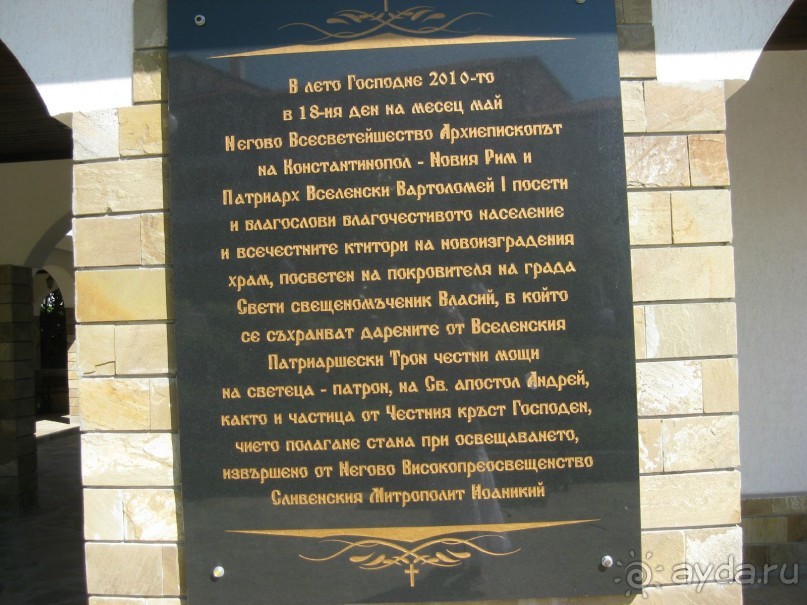 В лето Господне 2010-то
в 18-ия ден на месец май
Негово Всесветейшество Архиепископът
на Константинопол - Новия Рим и
Патриарх Вселенски Вартоломей I посети
и благослови благочестивото население
и всечестните ктитори на новоизградения
храм, посветен на покровителя на града
Свети свещеномъченик Власий, в който
се съхранват дарените от Вселенския
Патриаршески Трон честни мощи
на светеца - патрон, на Св. апостол Андрей,
както и частица от Честния кръст Господен,
чието полагане стана при освещаването,
извършено от Негово Високопреосвещенство
Сливенския Митрополит Иоаникий
ayda.ru